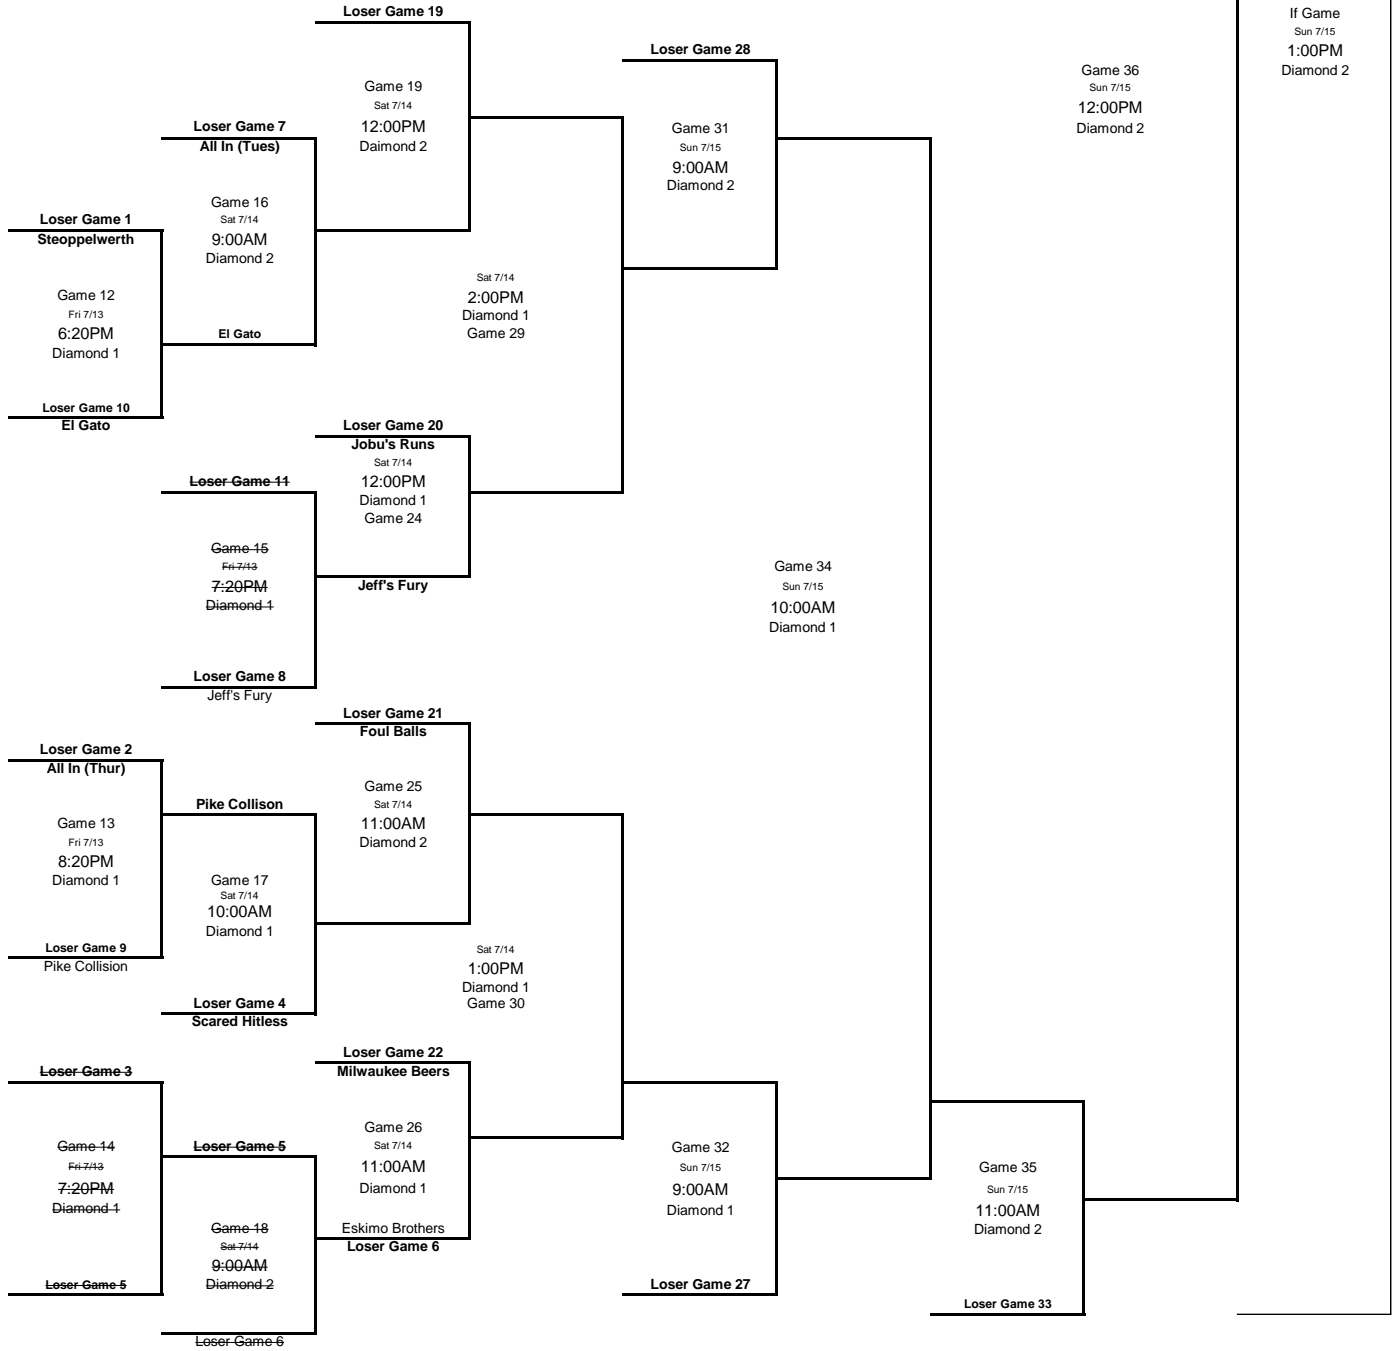 Loser Game 19
If Game
Sun 7/15
1:00PM
Diamond 2
Loser Game 28
Game 36
Sun 7/15
12:00PM
Diamond 2
Game 19
Sat 7/14
12:00PM
Daimond 2
Loser Game 7
All In (Tues)
Game 31
Sun 7/15
9:00AM
Diamond 2
Game 16
Sat 7/14
9:00AM
Diamond 2
Loser Game 1
Steoppelwerth
Game 12
Fri 7/13
6:20PM
Diamond 1
Sat 7/14
2:00PM
Diamond 1
Game 29
El Gato
Loser Game 10
El Gato
Loser Game 20
Jobu's Runs
Sat 7/14
12:00PM
Diamond 1
Game 24
Loser Game 11
Game 15
Fri 7/13
7:20PM
Diamond 1
Jeff's Fury
Game 34
Sun 7/15
10:00AM
Diamond 1
Loser Game 8
Jeff's Fury
Loser Game 21
Foul Balls
Loser Game 2
All In (Thur)
Game 25
Sat 7/14
11:00AM
Diamond 2
Pike Collison
Game 13
Fri 7/13
8:20PM
Diamond 1
Game 17
Sat 7/14
10:00AM
Diamond 1
Loser Game 9
Pike Collision
Sat 7/14
1:00PM
Diamond 1
Game 30
Loser Game 4
Scared Hitless
Loser Game 22
Milwaukee Beers
Loser Game 3
Game 14
Fri 7/13
7:20PM
Diamond 1
Loser Game 5
Game 26
Sat 7/14
11:00AM
Diamond 1
Game 32
Sun 7/15
9:00AM
Diamond 1
Game 35
Sun 7/15
11:00AM
Diamond 2
Game 18
Sat 7/14
9:00AM
Diamond 2
Eskimo Brothers
Loser Game 6
Loser Game 5
Loser Game 27
Loser Game 33
Loser Game 6